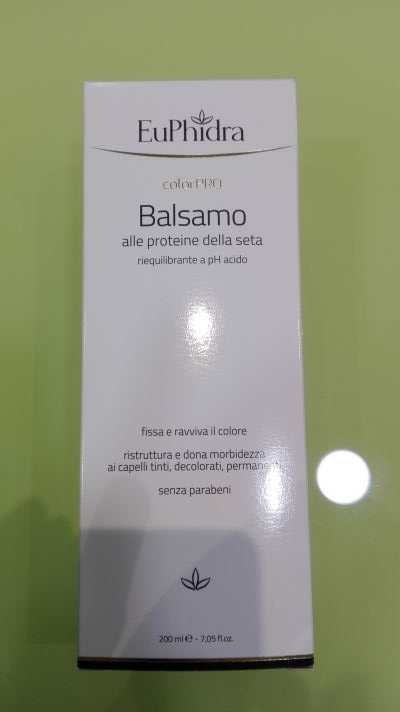 EuPhidra
colorPRO
Balsamo
alle proteine della seta
riequilibrante a pH acido
fissa e ravviva il colore
ristruttura e dona morbidezza
ai capelli tinti, decolorati,
senza parabeni
200 ml e - 7,05 fl.oz.